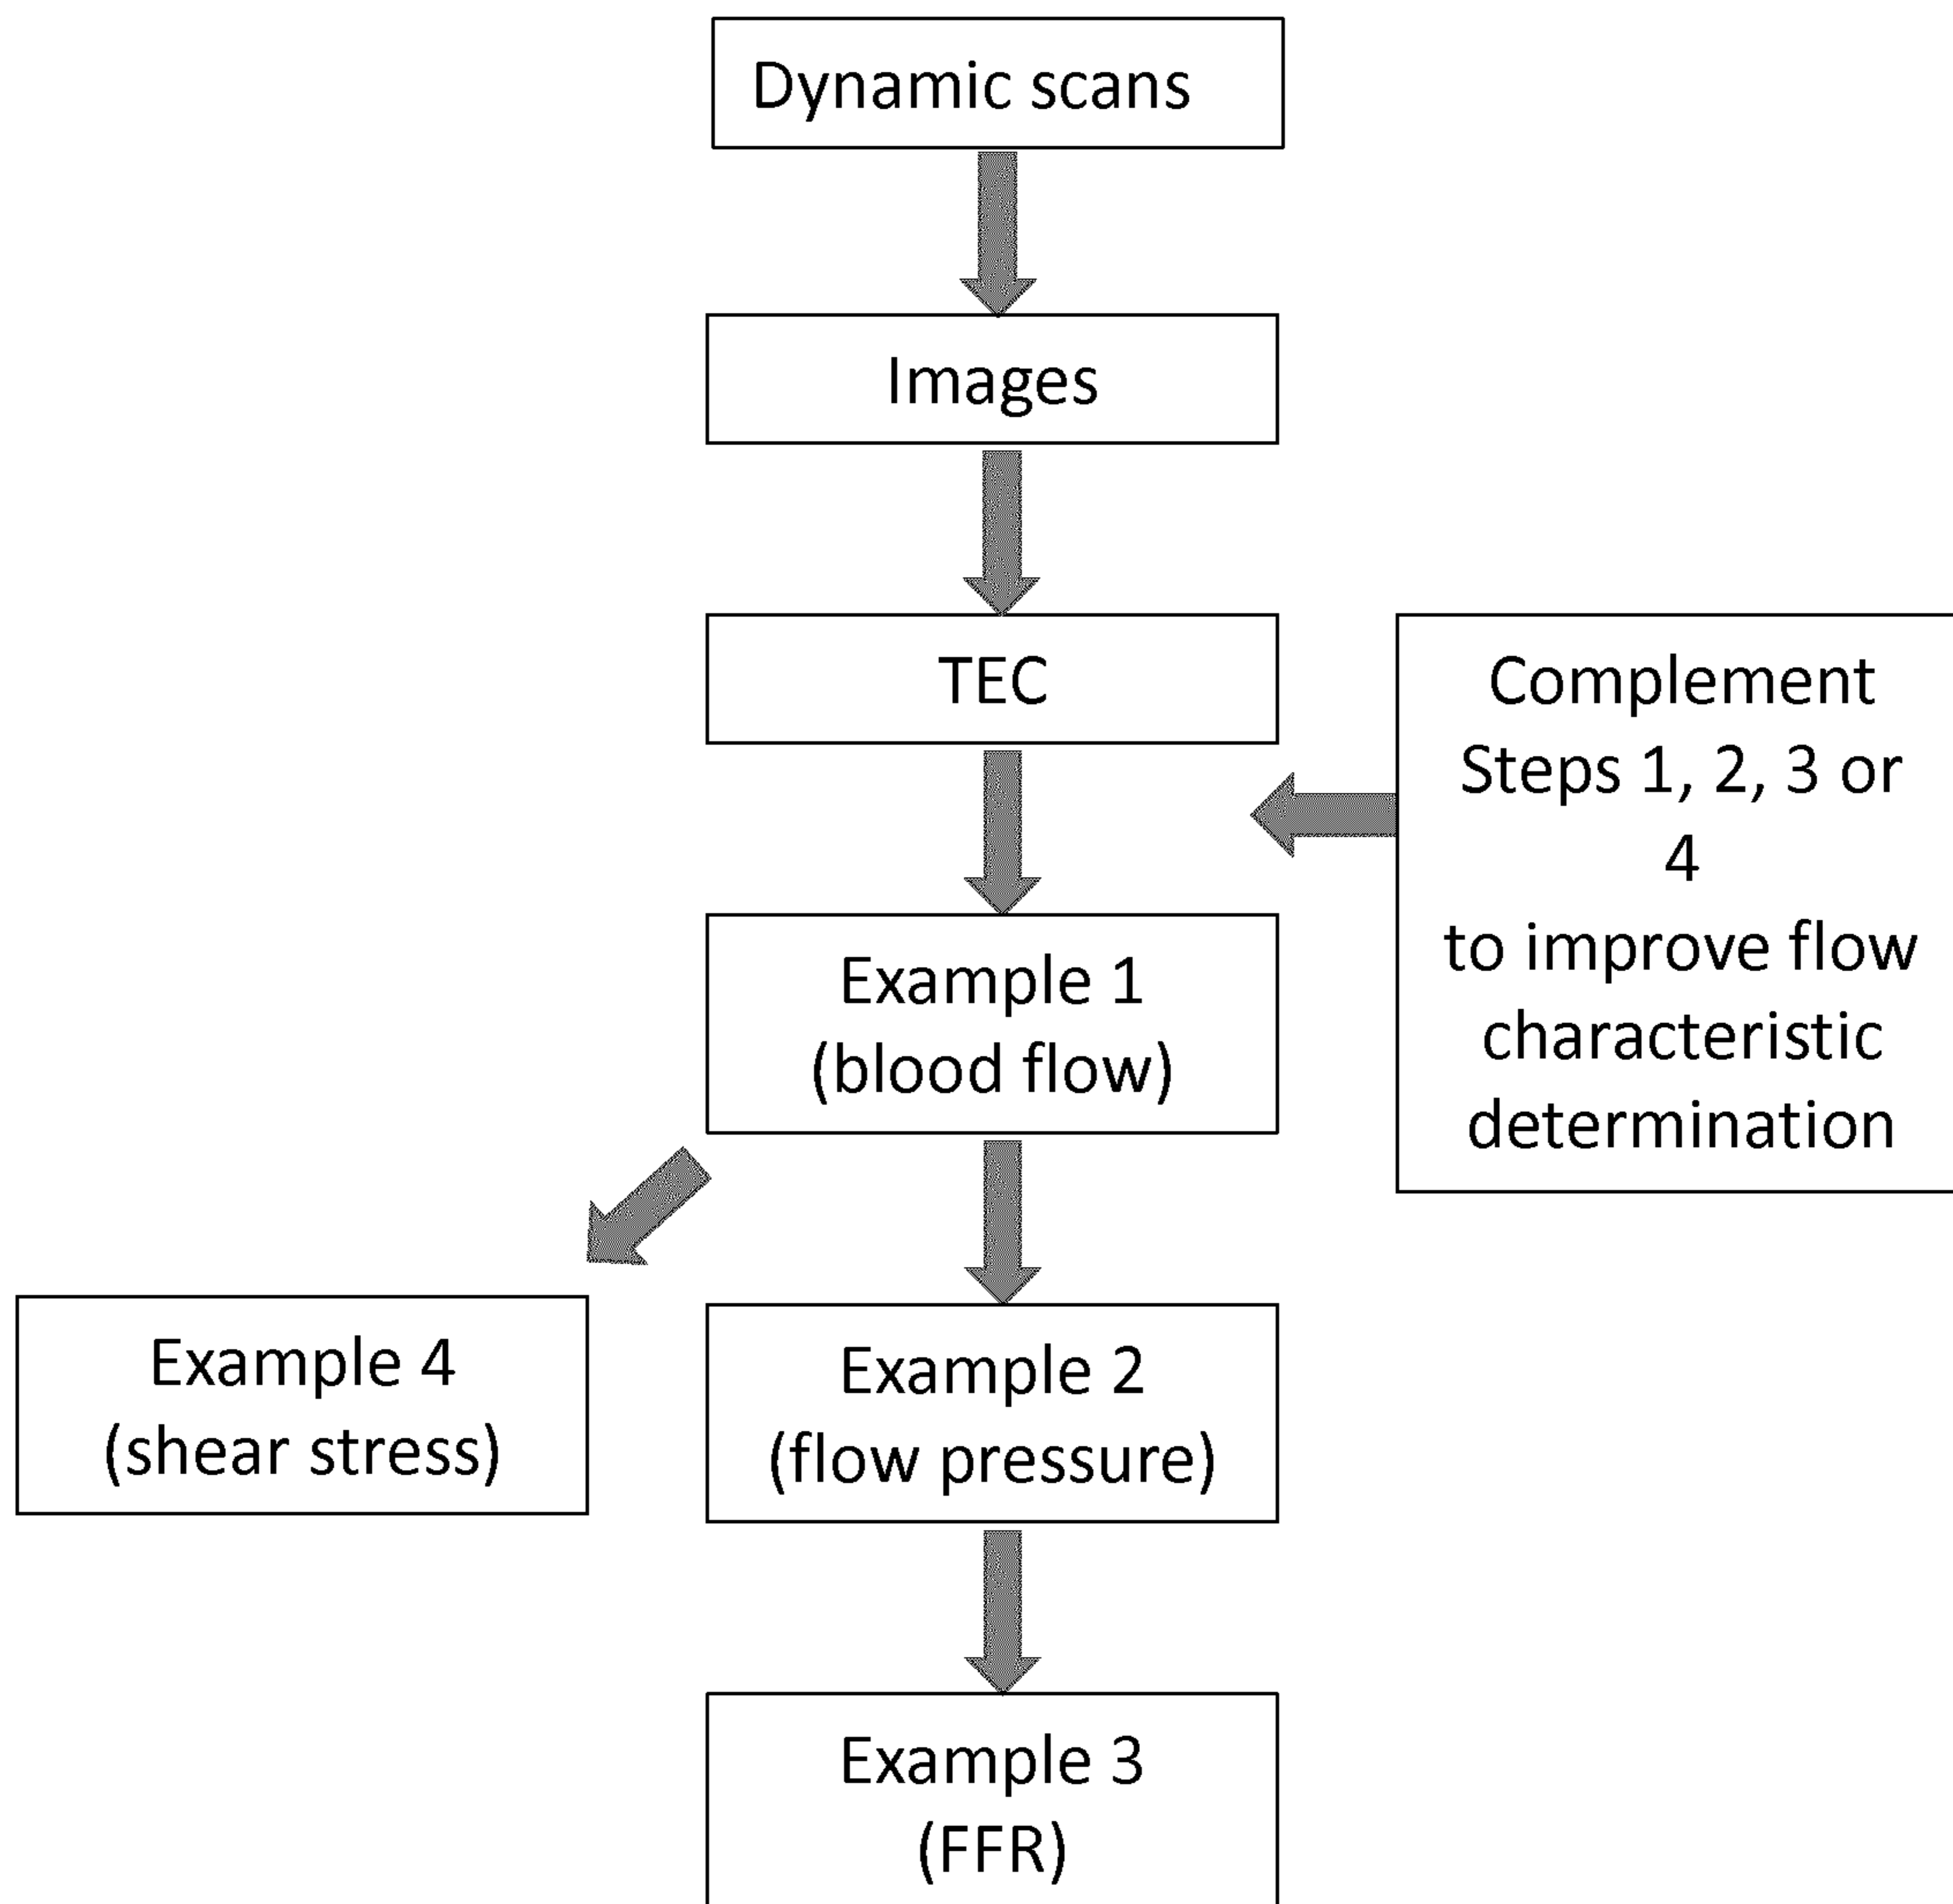 Dynamic scans
Images
TEC
Complement
Steps 1, 2, 3 or
4
to improve flow
characteristic
determination
Example 1
(blood flow)
Example 4
(shear stress)
Example 2
(flow pressure)
Example 3
(FFR)